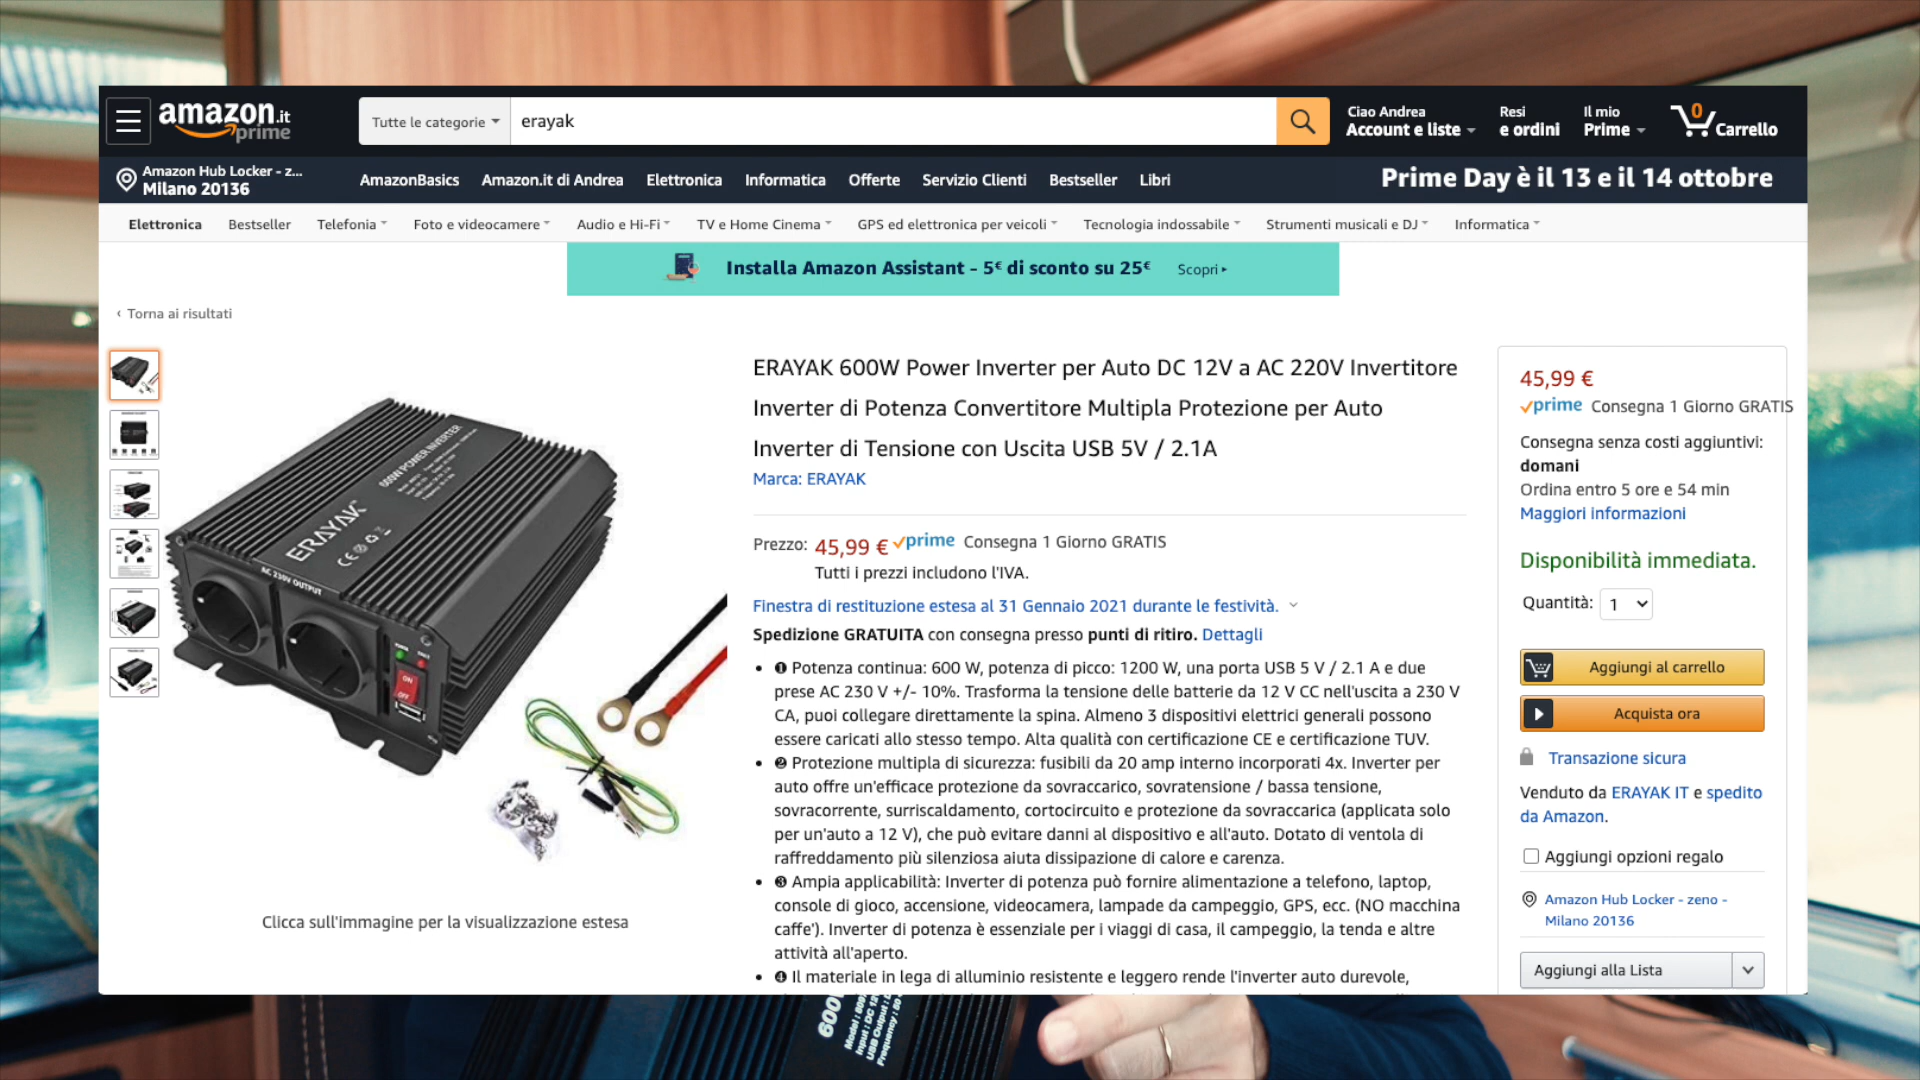 amazon.it
prime
Tutte le categorie
erayak
Ciao Andrea
Account e liste
Resi
e ordini
Il mio
Prime
0
Carrello
Amazon Hub Locker - z...
Milano 20136
AmazonBasics
Amazon.it di Andrea
Elettronica
Informatica
Offerte
Servizio Clienti
Bestseller
Libri
Prime Day è il 13 e il 14 ottobre
Elettronica
Bestseller
Telefonia
Foto e videocamere
Audio e Hi-Fi
TV e Home Cinema
GPS ed elettronica per veicoli
Tecnologia indossabile
Strumenti musicali e DJ
Informatica
Installa Amazon Assistant - 5€ di sconto su 25€
Scopri ▸
‹ Torna ai risultati
600W POWER INVERTER
ERAYAK
CE
AC 230V OUTPUT
POWER
ON
OFF
Clicca sull'immagine per la visualizzazione estesa
ERAYAK 600W Power Inverter per Auto DC 12V a AC 220V Invertitore
Inverter di Potenza Convertitore Multipla Protezione per Auto
Inverter di Tensione con Uscita USB 5V / 2.1A
Marca: ERAYAK
Prezzo: 45,99 € prime Consegna 1 Giorno GRATIS
Tutti i prezzi includono l'IVA.
Finestra di restituzione estesa al 31 Gennaio 2021 durante le festività.
Spedizione GRATUITA con consegna presso punti di ritiro. Dettagli
• ❶ Potenza continua: 600 W, potenza di picco: 1200 W, una porta USB 5 V / 2.1 A e due
prese AC 230 V +/- 10%. Trasforma la tensione delle batterie da 12 V CC nell'uscita a 230 V
CA, puoi collegare direttamente la spina. Almeno 3 dispositivi elettrici generali possono
essere caricati allo stesso tempo. Alta qualità con certificazione CE e certificazione TUV.
• ❷ Protezione multipla di sicurezza: fusibili da 20 amp interno incorporati 4x. Inverter per
auto offre un'efficace protezione da sovraccarico, sovratensione / bassa tensione,
sovracorrente, surriscaldamento, cortocircuito e protezione da sovraccarica (applicata solo
per un'auto a 12 V), che può evitare danni al dispositivo e all'auto. Dotato di ventola di
raffreddamento più silenziosa aiuta dissipazione di calore e carenza.
• ❸ Ampia applicabilità: Inverter di potenza può fornire alimentazione a telefono, laptop,
console di gioco, accensione, videocamera, lampade da campeggio, GPS, ecc. (NO macchina
caffe'). Inverter di potenza è essenziale per i viaggi di casa, il campeggio, la tenda e altre
attività all'aperto.
• ❹ Il materiale in lega di alluminio resistente e leggero rende l'inverter auto durevole,
45,99 €
prime Consegna 1 Giorno GRATIS
Consegna senza costi aggiuntivi:
domani
Ordina entro 5 ore e 54 min
Maggiori informazioni
Disponibilità immediata.
Quantità: 1
Aggiungi al carrello
Acquista ora
Transazione sicura
Venduto da ERAYAK IT e spedito
da Amazon.
Aggiungi opzioni regalo
Amazon Hub Locker - zeno -
Milano 20136
Aggiungi alla Lista